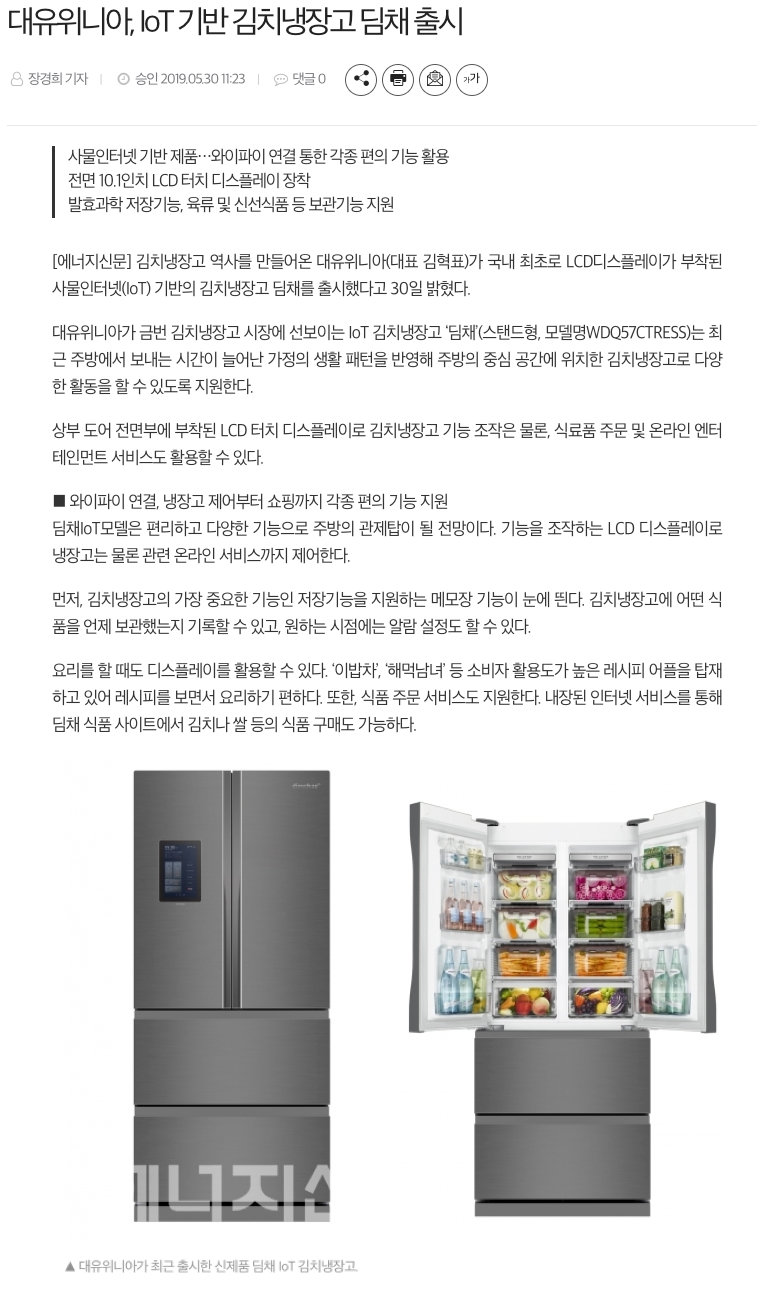 대유위니아, IoT 기반 김치냉장고 딤채 출시
장경희 기자 승인 2019.05.30 11:23 댓글 0
가가
사물인터넷 기반 제품…와이파이 연결 통한 각종 편의 기능 활용
전면 10.1인치 LCD 터치 디스플레이 장착
발효과학 저장기능, 육류 및 신선식품 등 보관기능 지원
[에너지신문] 김치냉장고 역사를 만들어온 대유위니아(대표 김혁표)가 국내 최초로 LCD디스플레이가 부착된
사물인터넷(IoT) 기반의 김치냉장고 딤채를 출시했다고 30일 밝혔다.
대유위니아가 금번 김치냉장고 시장에 선보이는 IoT 김치냉장고 '딤채'(스탠드형, 모델명WDQ57CTRESS)는 최
근 주방에서 보내는 시간이 늘어난 가정의 생활 패턴을 반영해 주방의 중심 공간에 위치한 김치냉장고로 다양
한 활동을 할 수 있도록 지원한다.
상부 도어 전면부에 부착된 LCD 터치 디스플레이로 김치냉장고 기능 조작은 물론, 식료품 주문 및 온라인 엔터
테인먼트 서비스도 활용할 수 있다.
■ 와이파이 연결, 냉장고 제어부터 쇼핑까지 각종 편의 기능 지원
딤채IoT모델은 편리하고 다양한 기능으로 주방의 관제탑이 될 전망이다. 기능을 조작하는 LCD 디스플레이로
냉장고는 물론 관련 온라인 서비스까지 제어한다.
먼저, 김치냉장고의 가장 중요한 기능인 저장기능을 지원하는 메모장 기능이 눈에 띈다. 김치냉장고에 어떤 식
품을 언제 보관했는지 기록할 수 있고, 원하는 시점에는 알람 설정도 할 수 있다.
요리를 할 때도 디스플레이를 활용할 수 있다. '이밥차', '해먹남녀' 등 소비자 활용도가 높은 레시피 어플을 탑재
하고 있어 레시피를 보면서 요리하기 편하다. 또한, 식품 주문 서비스도 지원한다. 내장된 인터넷 서비스를 통해
딤채 식품 사이트에서 김치나 쌀 등의 식품 구매도 가능하다.
에너지신
▲ 대유위니아가 최근 출시한 신제품 딤채 IoT 김치냉장고.